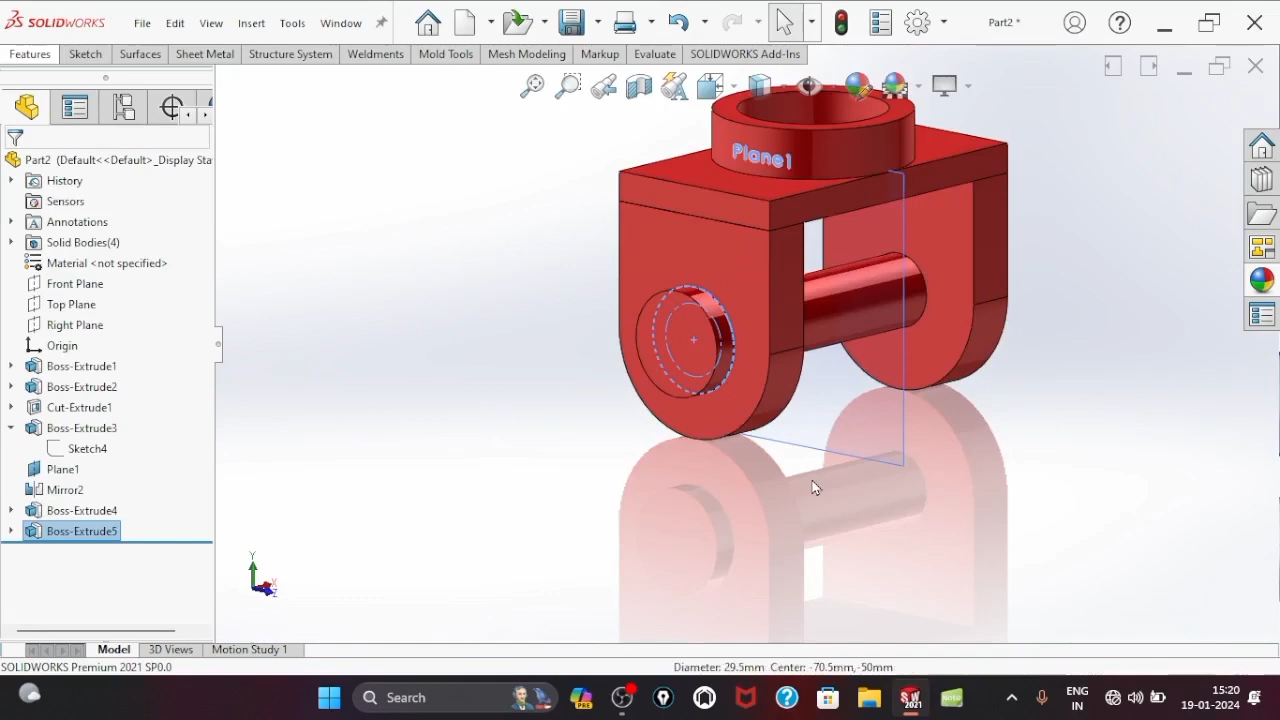 SOLIDWORKS
File
Edit
View
Insert
Tools
Window
Part2 *
Features
Sketch
Surfaces
Sheet Metal
Structure System
Weldments
Mold Tools
Mesh Modeling
Markup
Evaluate
SOLIDWORKS Add-Ins
Part2 (Default<<Default>_Display Sta
History
Sensors
Annotations
Solid Bodies(4)
Material <not specified>
Front Plane
Top Plane
Right Plane
Origin
Boss-Extrude1
Boss-Extrude2
Cut-Extrude1
Boss-Extrude3
Sketch4
Plane1
Mirror2
Boss-Extrude4
Boss-Extrude5
Plane1
Y
X
Z
Model
3D Views
Motion Study 1
SOLIDWORKS Premium 2021 SP0.0
Diameter: 29.5mm Center: -70.5mm,-50mm
Search
PRE
SW
2021
Note
ENG
IN
15:20
19-01-2024